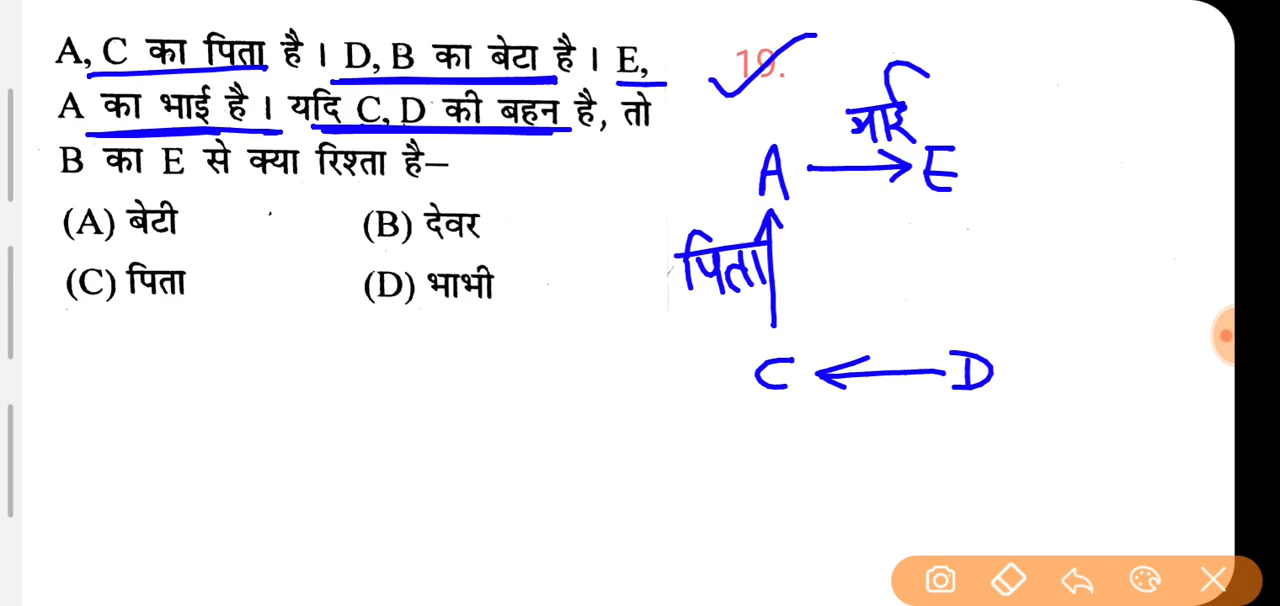 A, C का पिता है। D, B का बेटा है। E,
A का भाई है। यदि C, D की बहन है, तो
B का E से क्या रिश्ता है–
(A) बेटी (B) देवर
(C) पिता (D) भाभी
19.
भाई
A E
पिता
C D